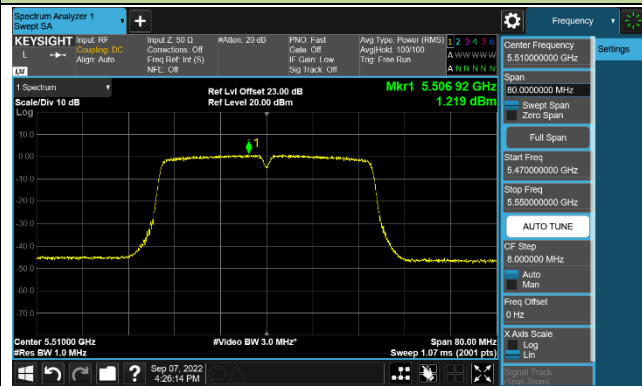 Spectrum Analyzer 1
Swept SA
+
Frequency
KEYSIGHT
L
Input: RF
Coupling: DC
Align: Auto
Input Z: 50 Ω
Corrections: Off
Freq Ref: Int (S)
NFE: Off
#Atten: 20 dB
PNO: Fast
Gate: Off
IF Gain: Low
Sig Track: Off
Avg Type: Power (RMS)
Avg|Hold: 100/100
Trig: Free Run
1 2 3 4 5 6
A W W W W W
A N N N N N
1 Spectrum
Scale/Div 10 dB
Log
Ref Lvl Offset 23.00 dB
Ref Level 20.00 dBm
Mkr1 5.506 92 GHz
1.219 dBm
10.0
0.00
-10.0
-20.0
-30.0
-40.0
-50.0
-60.0
-70.0
1
Center 5.51000 GHz
#Res BW 1.0 MHz
#Video BW 3.0 MHz*
Span 80.00 MHz
Sweep 1.07 ms (2001 pts)
Center Frequency
5.510000000 GHz
Settings
Span
80.0000000 MHz
Swept Span
Zero Span
Full Span
Start Freq
5.470000000 GHz
Stop Freq
5.550000000 GHz
AUTO TUNE
CF Step
8.000000 MHz
Auto
Man
Freq Offset
0 Hz
X Axis Scale
Log
Lin
Signal Track
(Span Zoom)
?
Sep 07, 2022
4:26:14 PM